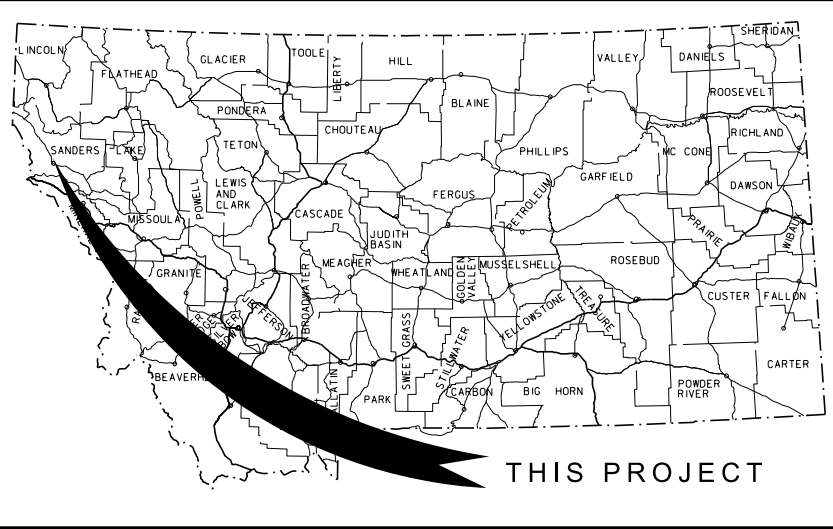 SHERIDAN
LINCOLN
GLACIER
TOOLE
LIBERTY
HILL
VALLEY
DANIELS
FLATHEAD
ROOSEVELT
PONDERA
BLAINE
CHOUTEAU
RICHLAND
SANDERS
LAKE
TETON
PHILLIPS
MC CONE
GARFIELD
DAWSON
POWELL
LEWIS
AND
CLARK
FERGUS
PETROLEUM
MISSOULA
CASCADE
JUDITH
BASIN
PRAIRIE
WIBAUX
GRANITE
MEAGHER
WHEATLAND
GOLDEN
VALLEY
MUSSELSHELL
ROSEBUD
BROADWATER
JEFFERSON
YELLOWSTONE
TREASURE
CUSTER
FALLON
SWEET GRASS
STILLWATER
CARTER
PARK
CARBON
BIG HORN
POWDER
RIVER
THIS PROJECT